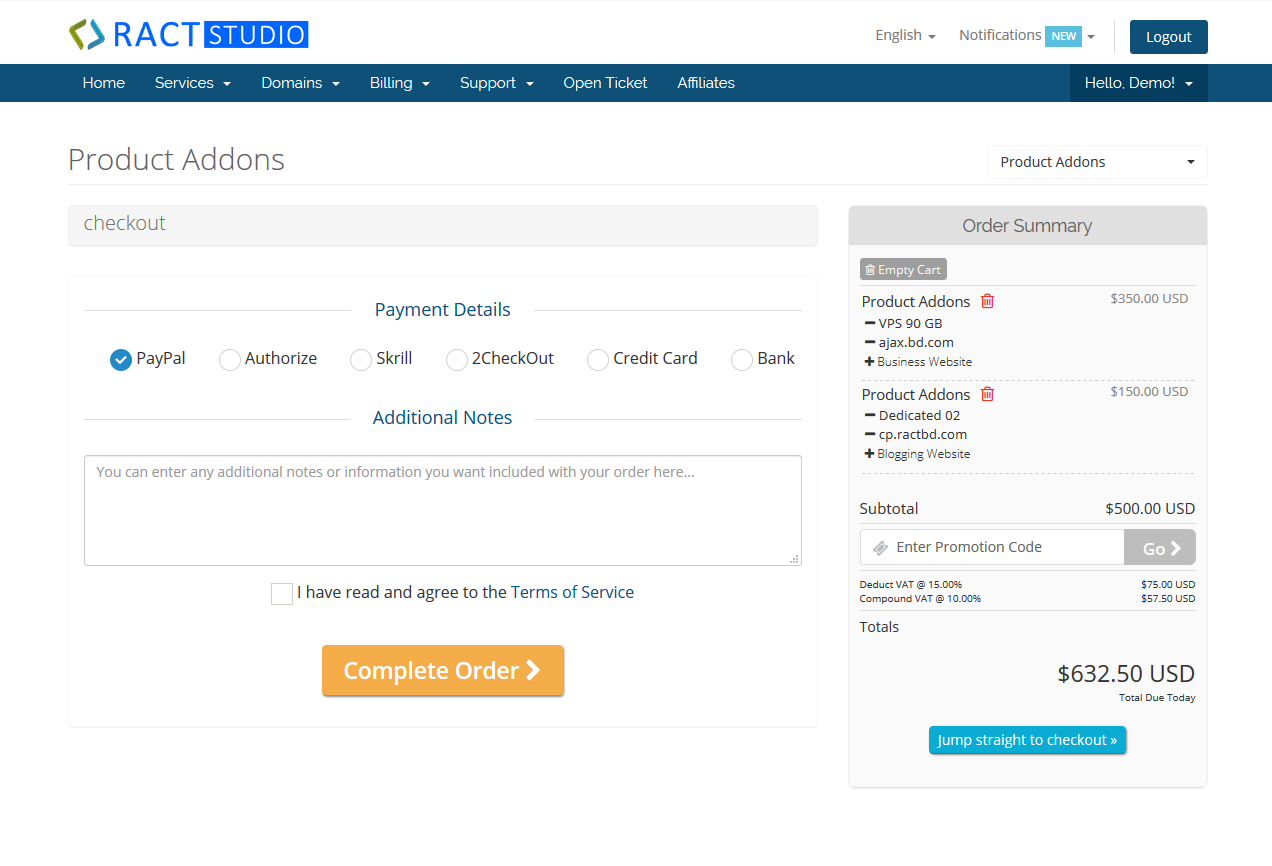 RACT STUDIO
English
Notifications NEW
Logout
Home Services Domains Billing Support Open Ticket Affiliates Hello, Demo!
Product Addons
Product Addons
checkout
Payment Details
PayPal Authorize Skrill 2CheckOut Credit Card Bank
Additional Notes
You can enter any additional notes or information you want included with your order here...
I have read and agree to the Terms of Service
Complete Order
Order Summary
Empty Cart
Product Addons $350.00 USD
VPS 90 GB
ajax.bd.com
Business Website
Product Addons $150.00 USD
Dedicated 02
cp.ractbd.com
Blogging Website
Subtotal $500.00 USD
Enter Promotion Code Go
Deduct VAT @ 15.00% $75.00 USD
Compound VAT @ 10.00% $57.50 USD
Totals
$632.50 USD
Total Due Today
Jump straight to checkout »